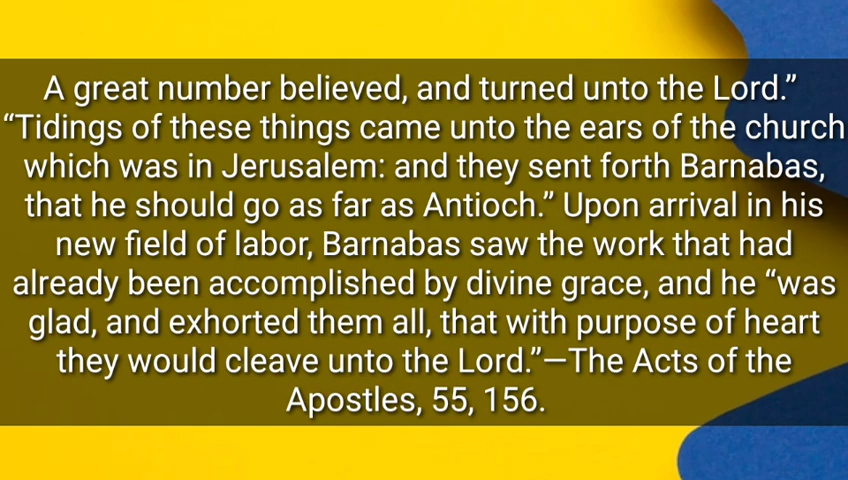 A great number believed, and turned unto the Lord.”
“Tidings of these things came unto the ears of the church
which was in Jerusalem: and they sent forth Barnabas,
that he should go as far as Antioch.” Upon arrival in his
new field of labor, Barnabas saw the work that had
already been accomplished by divine grace, and he “was
glad, and exhorted them all, that with purpose of heart
they would cleave unto the Lord.”—The Acts of the
Apostles, 55, 156.